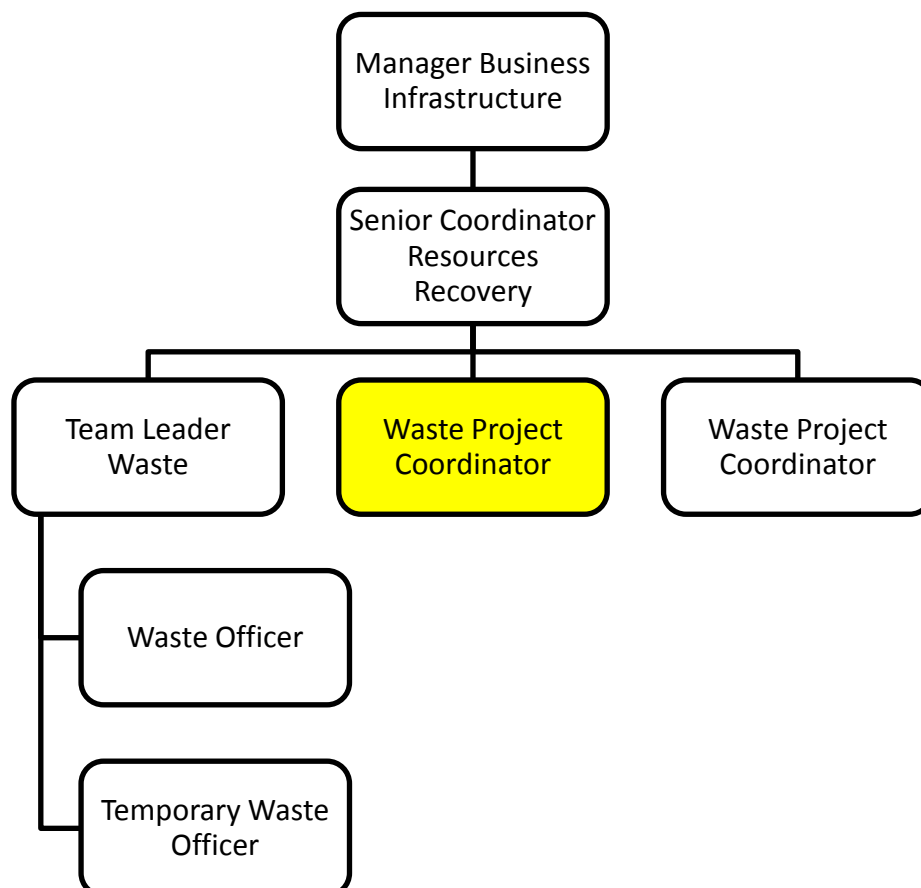 Manager Business
Infrastructure
Senior Coordinator
Resources
Recovery
Team Leader
Waste
Waste Project
Coordinator
Waste Project
Coordinator
Waste Officer
Temporary Waste
Officer